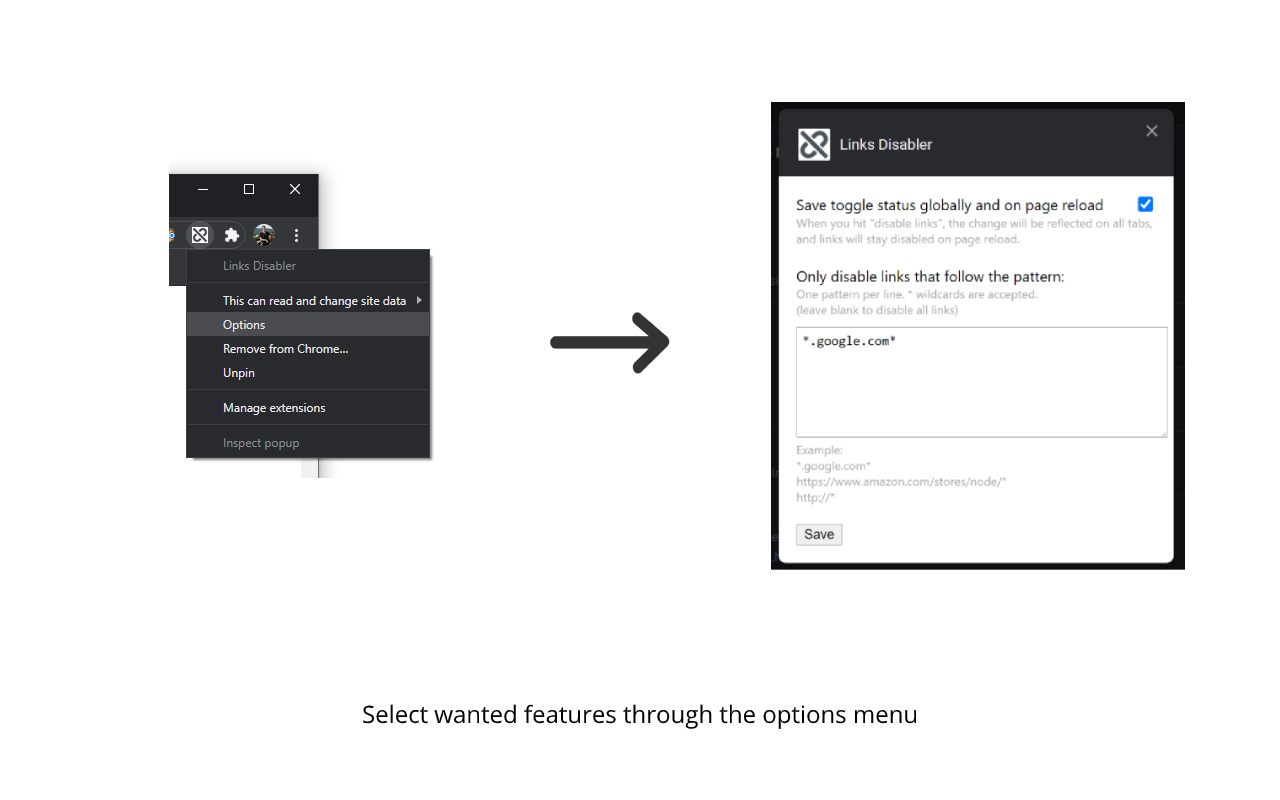 Links Disabler
This can read and change site data
Options
Remove from Chrome...
Unpin
Manage extensions
Inspect popup
Links Disabler
Save toggle status globally and on page reload
When you hit "disable links", the change will be reflected on all tabs,
and links will stay disabled on page reload.
Only disable links that follow the pattern:
One pattern per line. * wildcards are accepted.
(leave blank to disable all links)
*.google.com*
Example:
*.google.com*
https://www.amazon.com/stores/node/*
http://*
Save
Select wanted features through the options menu